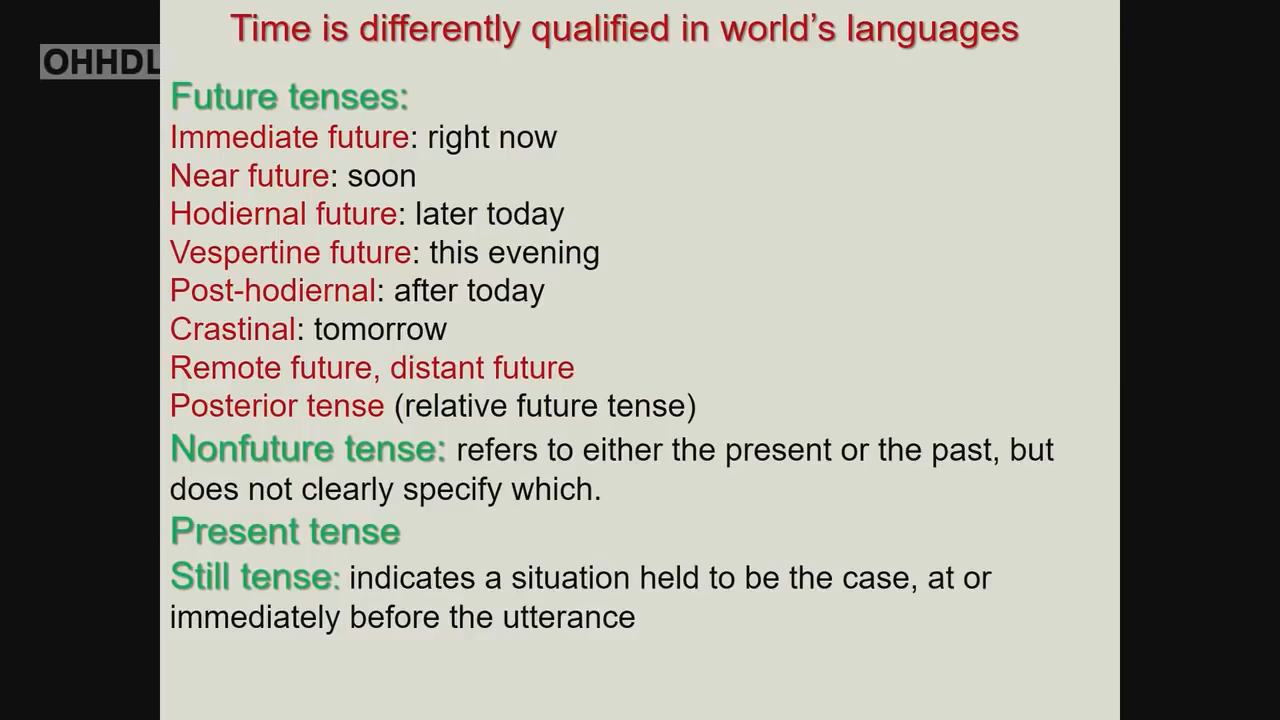 Time is differently qualified in world's languages
OHHDL
Future tenses:
Immediate future: right now
Near future: soon
Hodiernal future: later today
Vespertine future: this evening
Post-hodiernal: after today
Crastinal: tomorrow
Remote future, distant future
Posterior tense (relative future tense)
Nonfuture tense: refers to either the present or the past, but
does not clearly specify which.
Present tense
Still tense: indicates a situation held to be the case, at or
immediately before the utterance